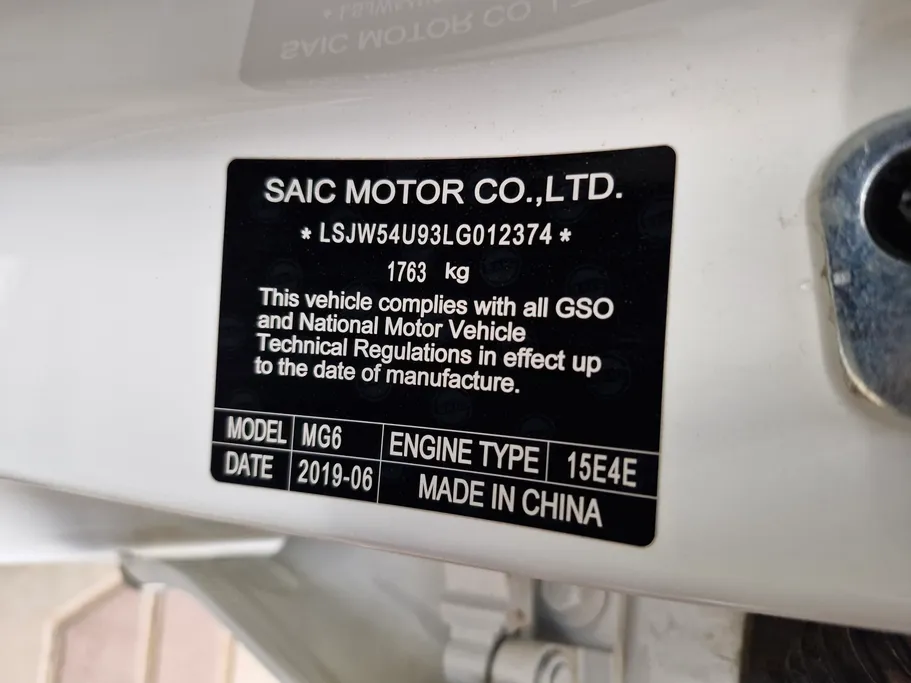 SAIC MOTOR CO.,LTD.
* LSJW54U93LG012374 *
1763 kg
This vehicle complies with all GSO
and National Motor Vehicle
Technical Regulations in effect up
to the date of manufacture.
MODEL MG6 ENGINE TYPE 15E4E
DATE 2019-06 MADE IN CHINA